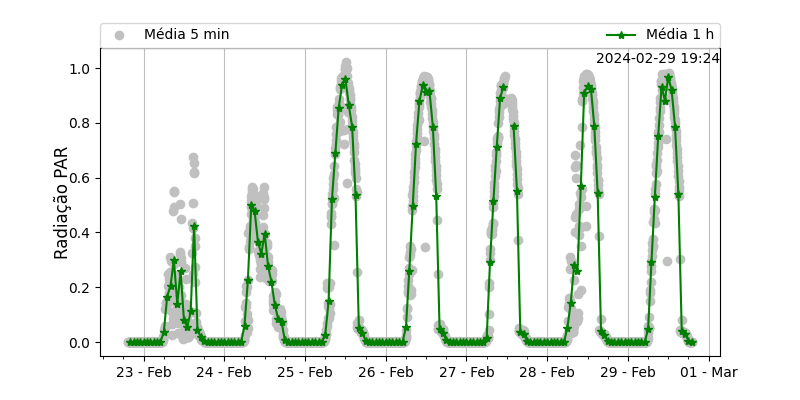 Média 5 min
Média 1 h
2024-02-29 19:24
Radiação PAR
1.0
0.8
0.6
0.4
0.2
0.0
23 - Feb
24 - Feb
25 - Feb
26 - Feb
27 - Feb
28 - Feb
29 - Feb
01 - Mar